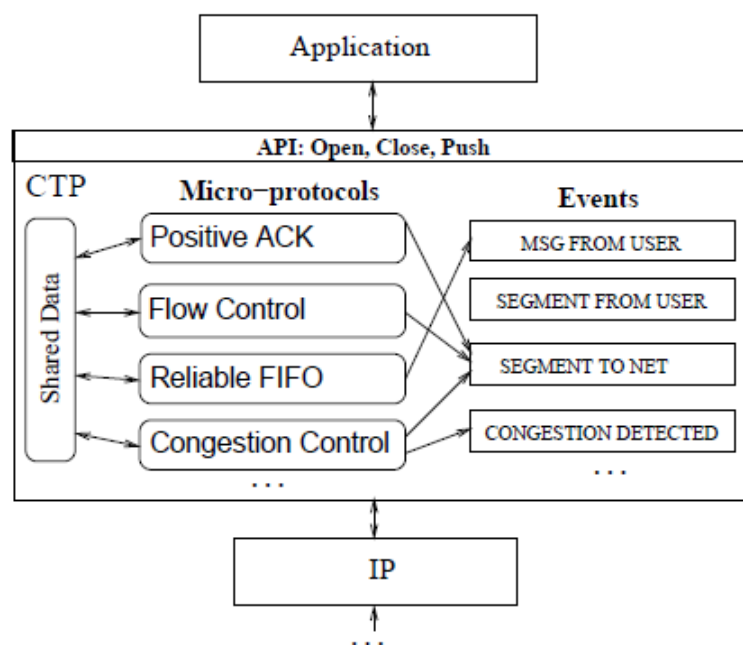 Application
API: Open, Close, Push
CTP
Micro−protocols
Events
Shared Data
Positive ACK
Flow Control
Reliable FIFO
Congestion Control
. . .
MSG FROM USER
SEGMENT FROM USER
SEGMENT TO NET
CONGESTION DETECTED
. . .
IP
. . .